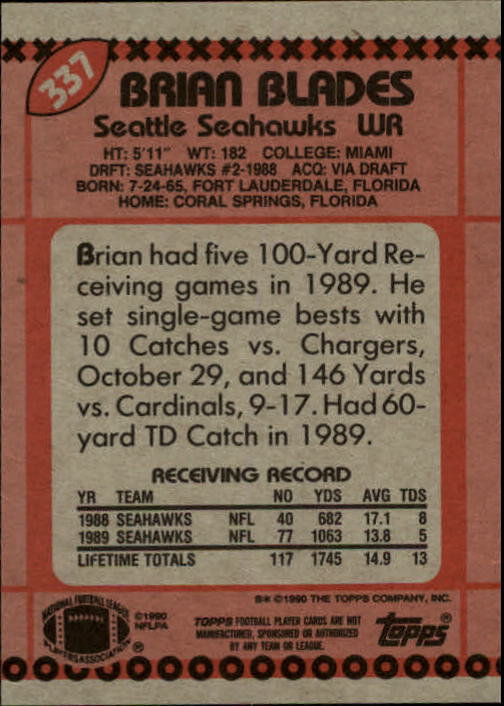 337
BRIAN BLADES
Seattle Seahawks WR
HT: 5'11" WT: 182 COLLEGE: MIAMI
DRFT: SEAHAWKS #2-1988 ACQ: VIA DRAFT
BORN: 7-24-65, FORT LAUDERDALE, FLORIDA
HOME: CORAL SPRINGS, FLORIDA
Brian had five 100-Yard Re-
ceiving games in 1989. He
set single-game bests with
10 Catches vs. Chargers,
October 29, and 146 Yards
vs. Cardinals, 9-17. Had 60-
yard TD Catch in 1989.
RECEIVING RECORD
YR TEAM NO YDS AVG TDS
1988 SEAHAWKS NFL 40 682 17.1 8
1989 SEAHAWKS NFL 77 1063 13.8 5
LIFETIME TOTALS 117 1745 14.9 13
B* ©1990 THE TOPPS COMPANY, INC.
NATIONAL FOOTBALL LEAGUE
PLAYERS ASSOCIATION ®
©1990
NFLPA
TOPPS FOOTBALL PLAYER CARDS ARE NOT
MANUFACTURED, SPONSORED OR AUTHORIZED
BY ANY TEAM OR LEAGUE.
topps®